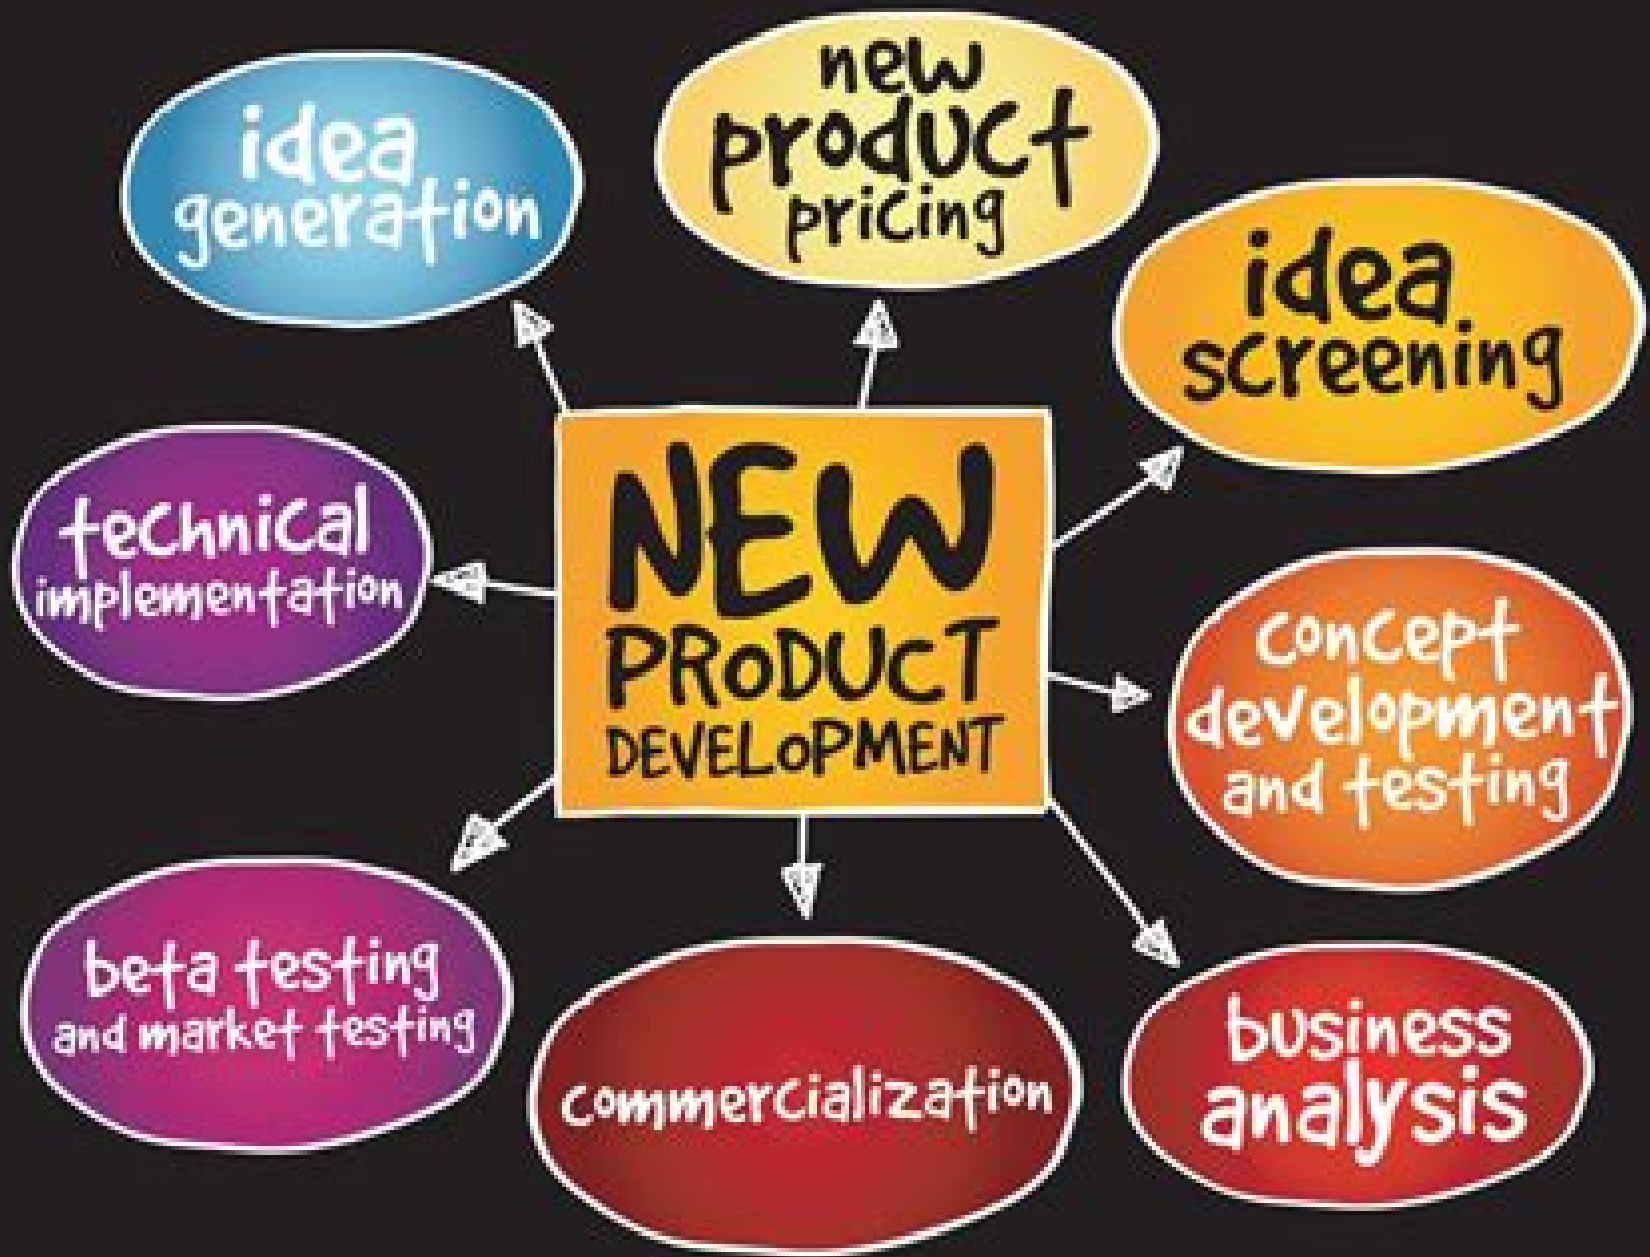 idea
generation
new
product
pricing
idea
screening
technical
implementation
NEW
PRODUCT
DEVELOPMENT
concept
development
and testing
beta testing
and market testing
commercialization
business
analysis